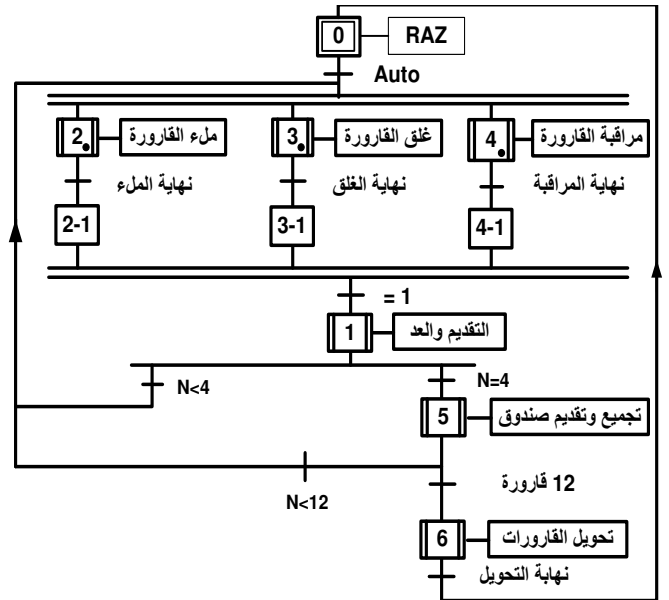 0
RAZ
Auto
2
ملء القارورة
3
غلق القارورة
4
مراقبة القارورة
نهاية الملء
نهاية الغلق
نهاية المراقبة
2-1
3-1
4-1
= 1
1
التقديم والعد
N<4
N=4
5
تجميع وتقديم صندوق
N<12
12 قارورة
6
تحويل القارورات
نهاية التحويل